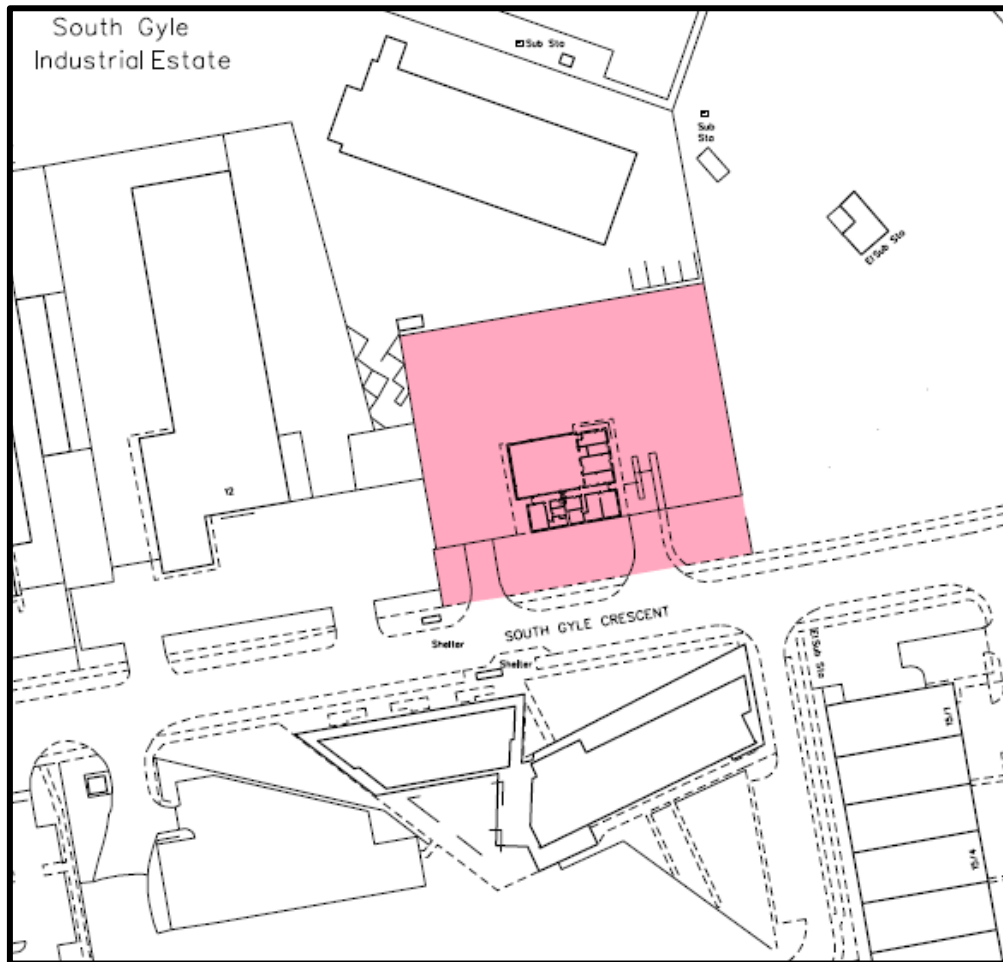 South Gyle
Industrial Estate
Sub Sta
Sub
Sta
El Sub Sta
12
SOUTH GYLE CRESCENT
Shelter
Shelter
El Sub Sta
15/1
15/4